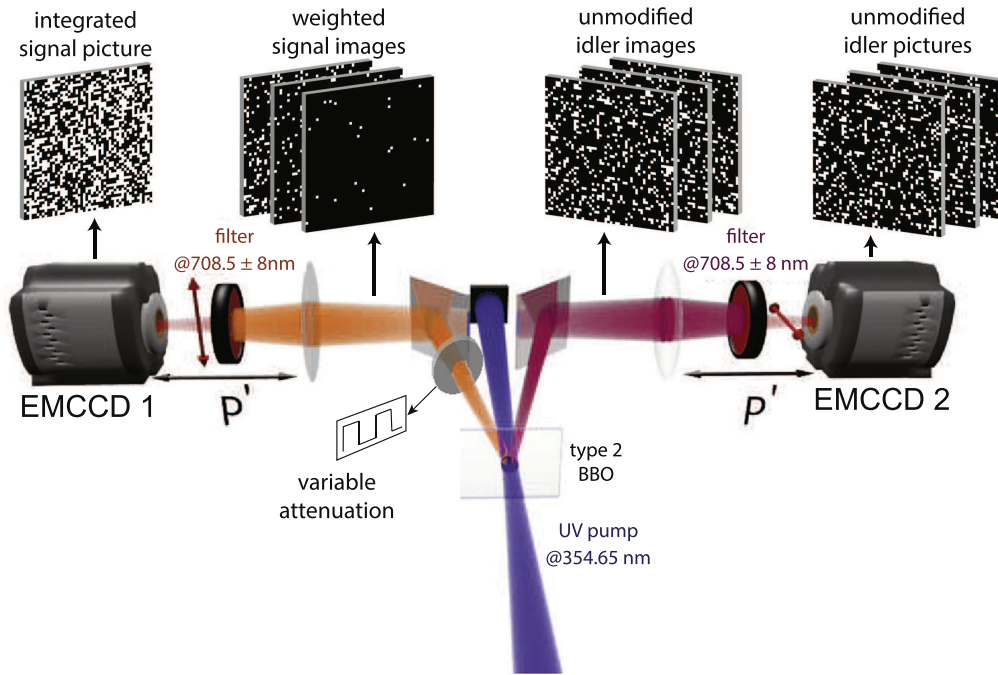 integrated
signal picture
weighted
signal images
unmodified
idler images
unmodified
idler pictures
filter
@708.5 ± 8nm
filter
@708.5 ± 8 nm
EMCCD 1
P'
P'
EMCCD 2
variable
attenuation
type 2
BBO
UV pump
@354.65 nm